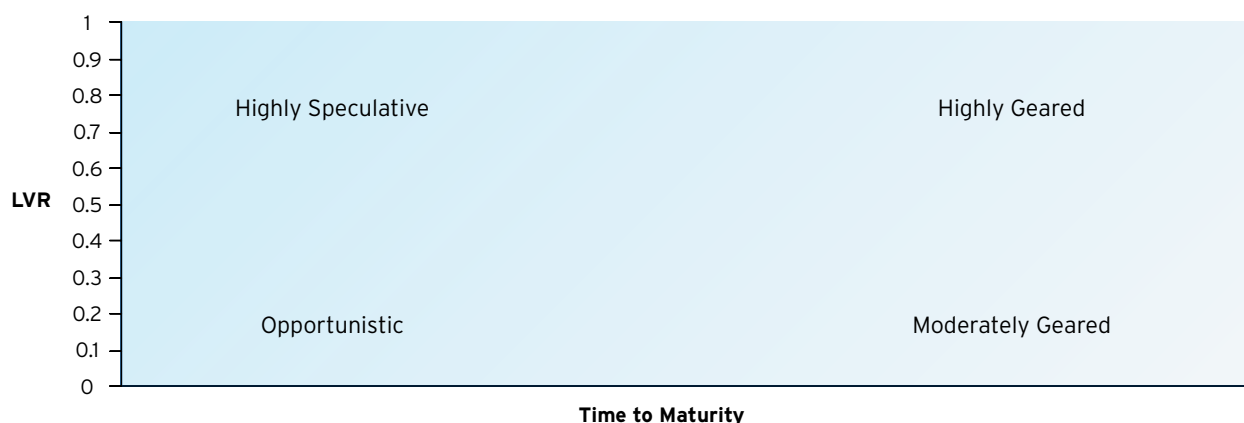 1
0.9
0.8
Highly Speculative
Highly Geared
0.7
0.6
LVR
0.5
0.4
0.3
0.2
Opportunistic
Moderately Geared
0.1
0
Time to Maturity